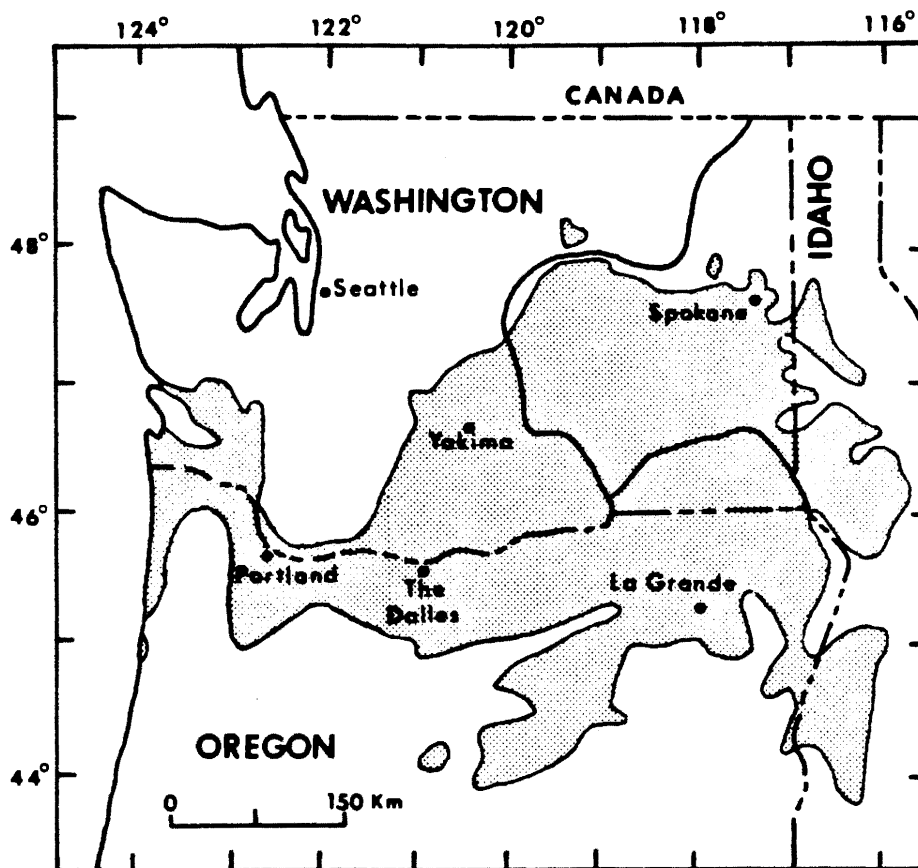 124° 122° 120° 118° 116°
CANADA
WASHINGTON
IDAHO
48°
Seattle
Spokane
Yakima
46°
Portland
The
Dalles
La Grande
OREGON
44°
0 150 Km